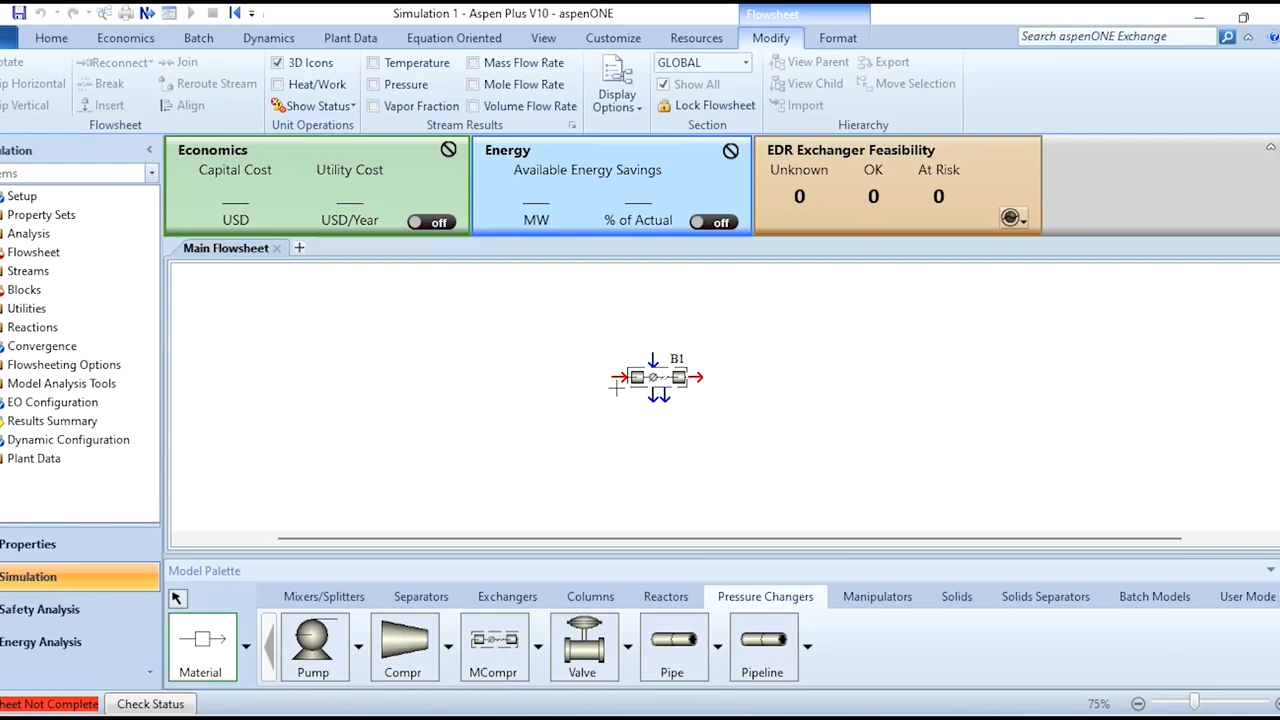 Simulation 1 - Aspen Plus V10 - aspenONE
Flowsheet
Home
Economics
Batch
Dynamics
Plant Data
Equation Oriented
View
Customize
Resources
Modify
Format
Search aspenONE Exchange
otate
ip Horizontal
ip Vertical
Reconnect
Break
Insert
Join
Reroute Stream
Align
Flowsheet
3D Icons
Heat/Work
Show Status
Unit Operations
Temperature
Pressure
Vapor Fraction
Mass Flow Rate
Mole Flow Rate
Volume Flow Rate
Stream Results
Display
Options
GLOBAL
Show All
Lock Flowsheet
Section
View Parent
View Child
Import
Export
Move Selection
Hierarchy
ulation
ems
Setup
Property Sets
Analysis
Flowsheet
Streams
Blocks
Utilities
Reactions
Convergence
Flowsheeting Options
Model Analysis Tools
EO Configuration
Results Summary
Dynamic Configuration
Plant Data
Properties
Simulation
Safety Analysis
Energy Analysis
Economics
Capital Cost Utility Cost
USD USD/Year off
Energy
Available Energy Savings
MW % of Actual off
EDR Exchanger Feasibility
Unknown OK At Risk
0 0 0
Main Flowsheet
B1
Model Palette
Mixers/Splitters
Separators
Exchangers
Columns
Reactors
Pressure Changers
Manipulators
Solids
Solids Separators
Batch Models
User Mode
Material
Pump
Compr
MCompr
Valve
Pipe
Pipeline
heet Not Complete
Check Status
75%